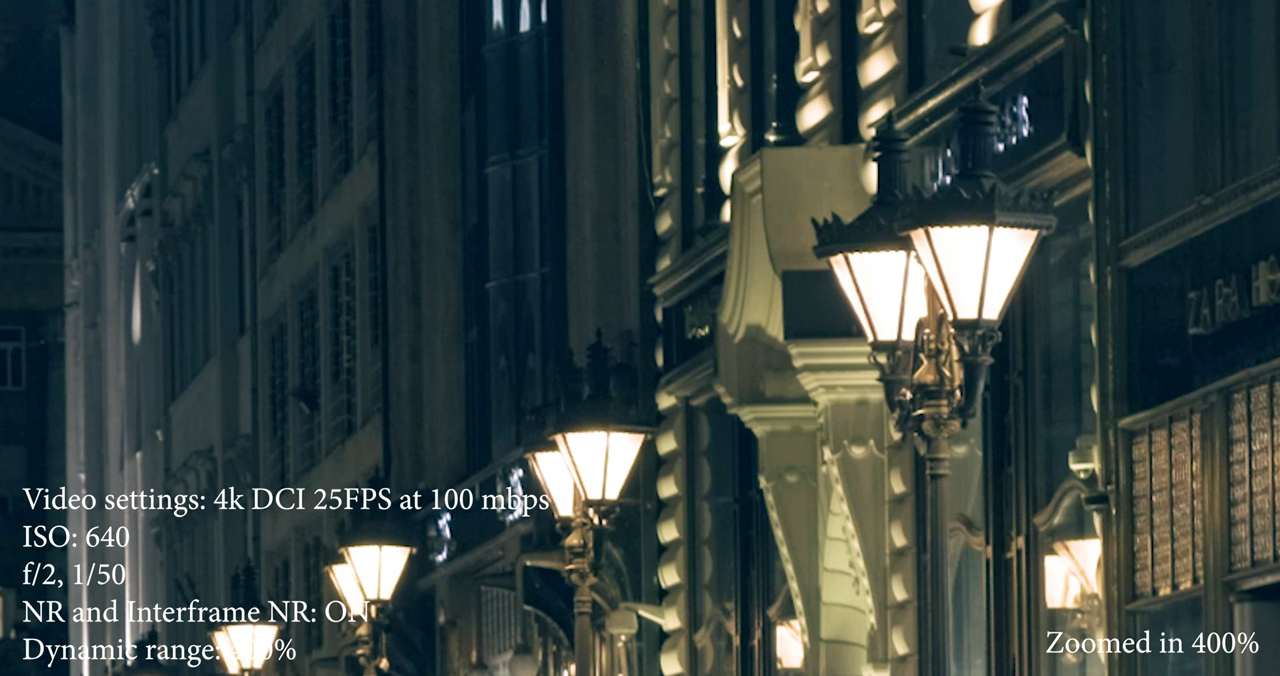 Video settings: 4k DCI 25FPS at 100 mbps
ISO: 640
f/2, 1/50
NR and Interframe NR: ON
Dynamic range:
Zoomed in 400%
ZARA